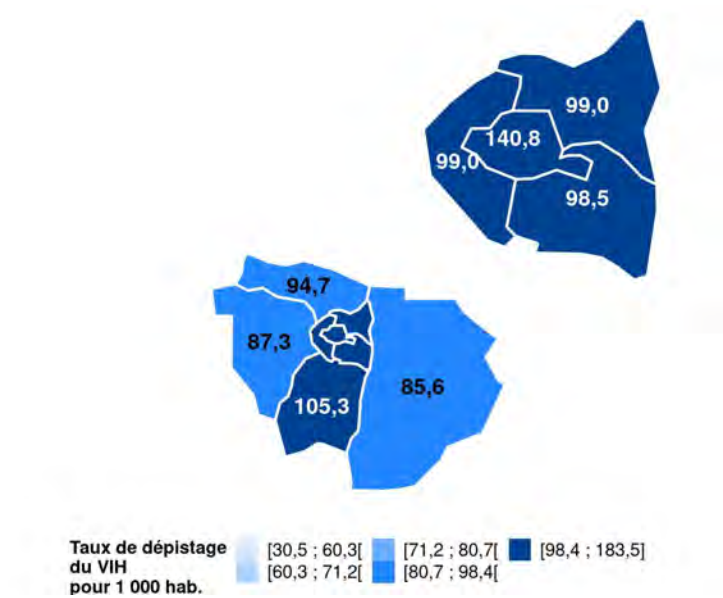 99,0
140,8
99,0
98,5
94,7
87,3
85,6
105,3
Taux de dépistage
du VIH
pour 1 000 hab.
[30,5 ; 60,3[ [71,2 ; 80,7[ [98,4 ; 183,5]
[60,3 ; 71,2[ [80,7 ; 98,4[